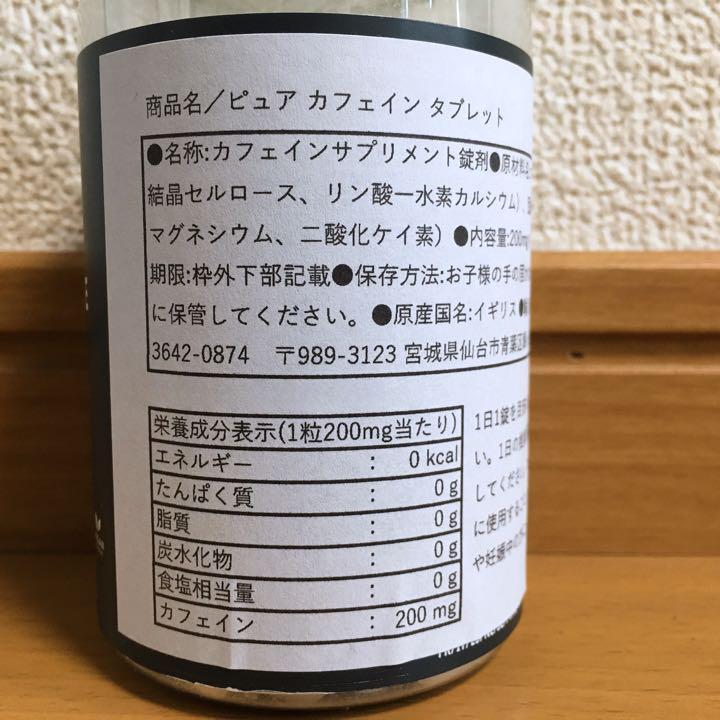 商品名／ピュア カフェイン タブレット
●名称:カフェインサプリメント錠剤●原材料
結晶セルロース、リン酸一水素カルシウム）、
マグネシウム、二酸化ケイ素）●内容量:200mg
期限:枠外下部記載●保存方法:お子様の手の届
に保管してください。●原産国名:イギリス●
3642-0874 〒989-3123 宮城県仙台市青葉区
栄養成分表示(1粒200mg当たり)
エネルギー : 0 kcal
たんぱく質 : 0 g
脂質 : 0 g
炭水化物 : 0 g
食塩相当量 : 0 g
カフェイン : 200 mg
1日1錠を
い。1日の
してください
に使用する
や妊娠中の